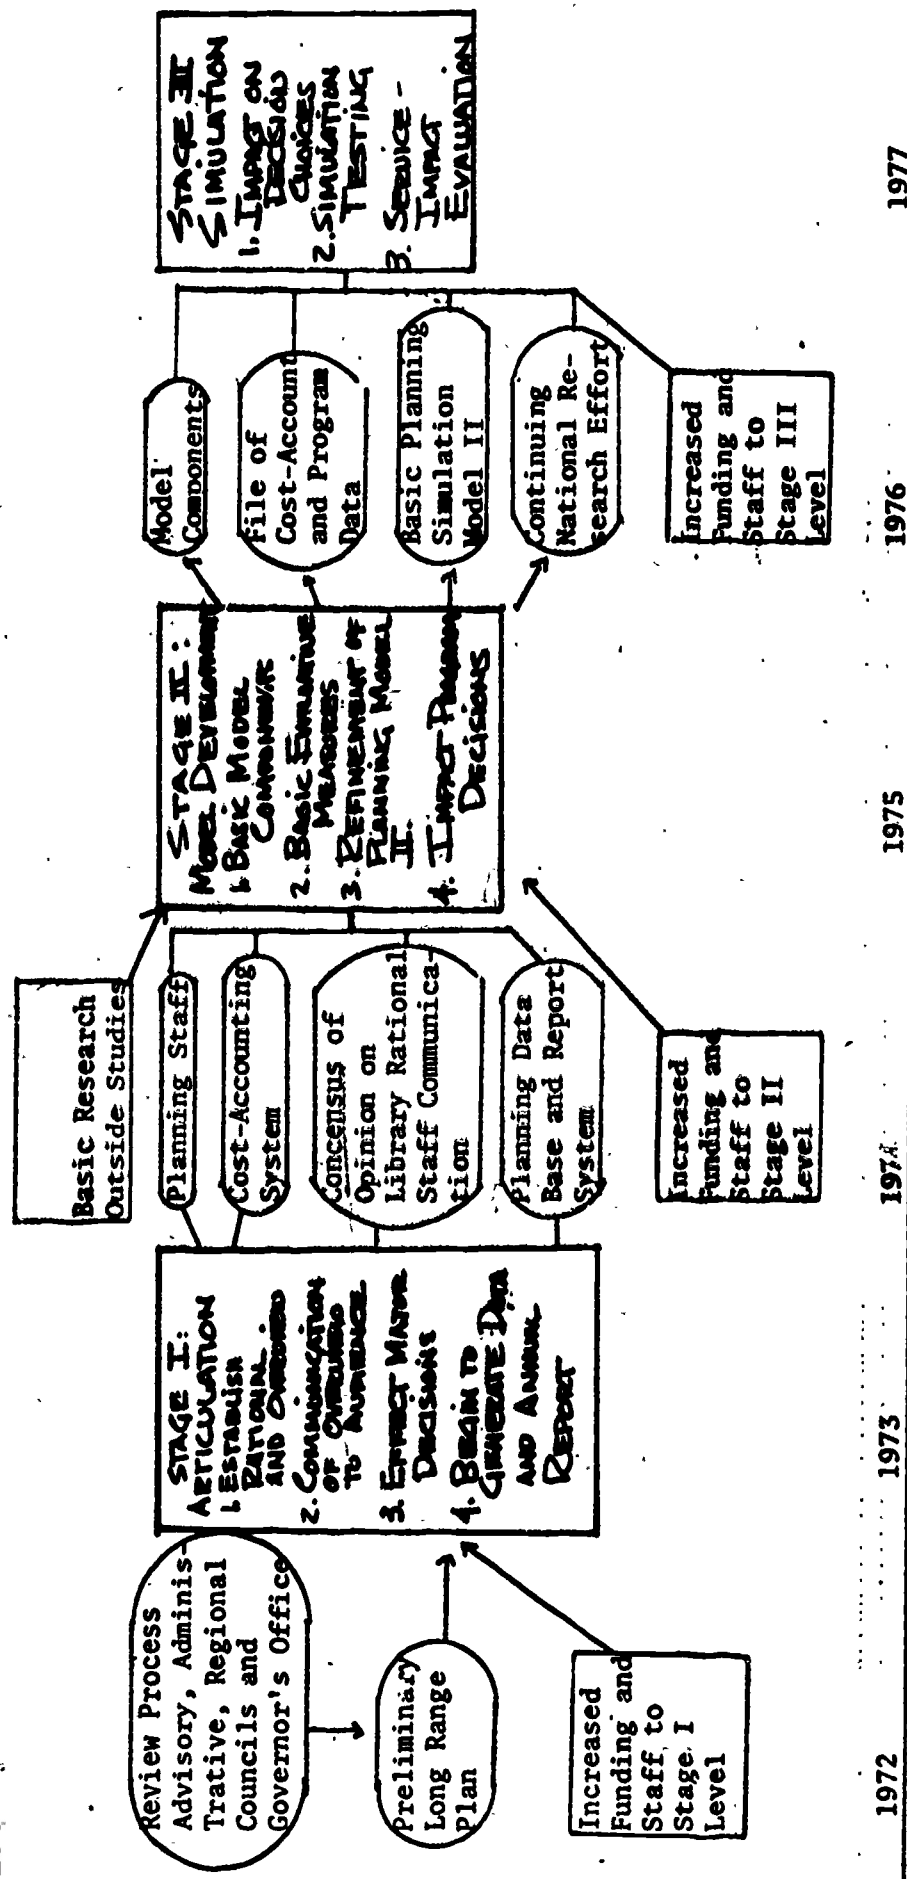 Review Process
Advisory, Adminis-
Trative, Regional
Councils and
Governor's Office
Preliminary
Long Range
Plan
Increased
Funding and
Staff to
Stage I
Level
STAGE I:
ARTICULATION
1. ESTABLISH
RATIONAL
AND
2. COMMUNICATION
OF
TO AUDIENCE
3. EFFECT MAJOR
DECISIONS
4. BEGIN TO
GENERATE DATA
AND ANNUAL
REPORT
Basic Research
Outside Studies
Planning Staff
Cost-Accounting
System
Concensus of
Opinion on
Library Rational
Staff Communica-
tion
Planning Data
Base and Report
System
Increased
Funding and
Staff to
Stage II
Level
STAGE II:
MODEL DEVELOPMENT
1. BASIC MODEL
COMPONENTS
2. BASIC EVALUATIVE
MEASURES
3. REFINEMENT OF
PLANNING MODEL
II.
4. IMPACT PROGRAM
DECISIONS
Model
Components
File of
Cost-Account
and Program
Data
Basic Planning
Simulation
Model II
Continuing
National Re-
search Effort
Increased
Funding and
Staff to
Stage III
Level
STAGE III
SIMULATION
1. IMPACT ON
DECISION
CHOICES
2. SIMULATION
TESTING
3. SERVICE-
IMPACT
EVALUATION
1972
1973
1974
1975
1976
1977